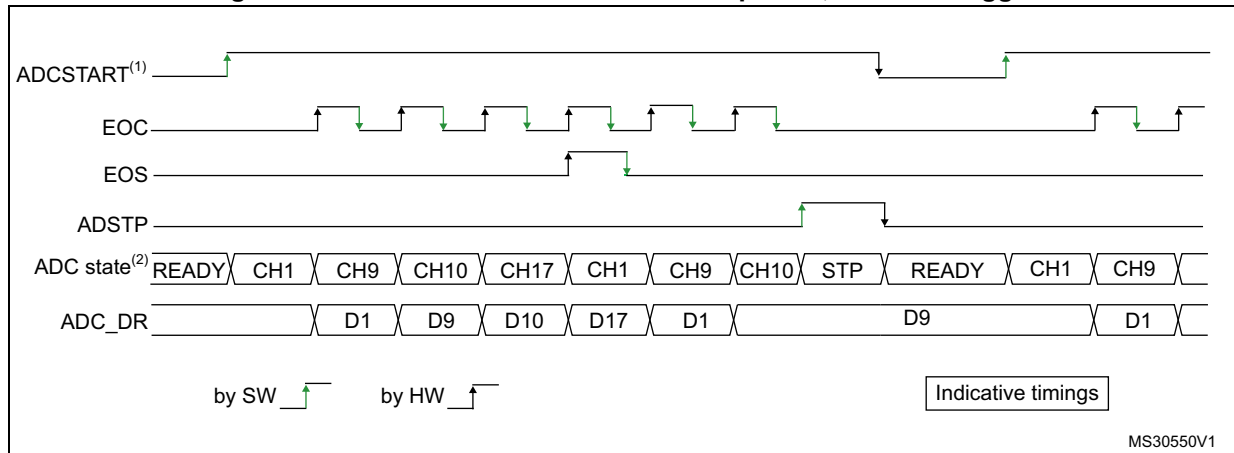 ADCSTART(1)
EOC
EOS
ADSTP
ADC state(2) READY CH1 CH9 CH10 CH17 CH1 CH9 CH10 STP READY CH1 CH9
ADC_DR D1 D9 D10 D17 D1 D9 D1
by SW by HW Indicative timings
MS30550V1